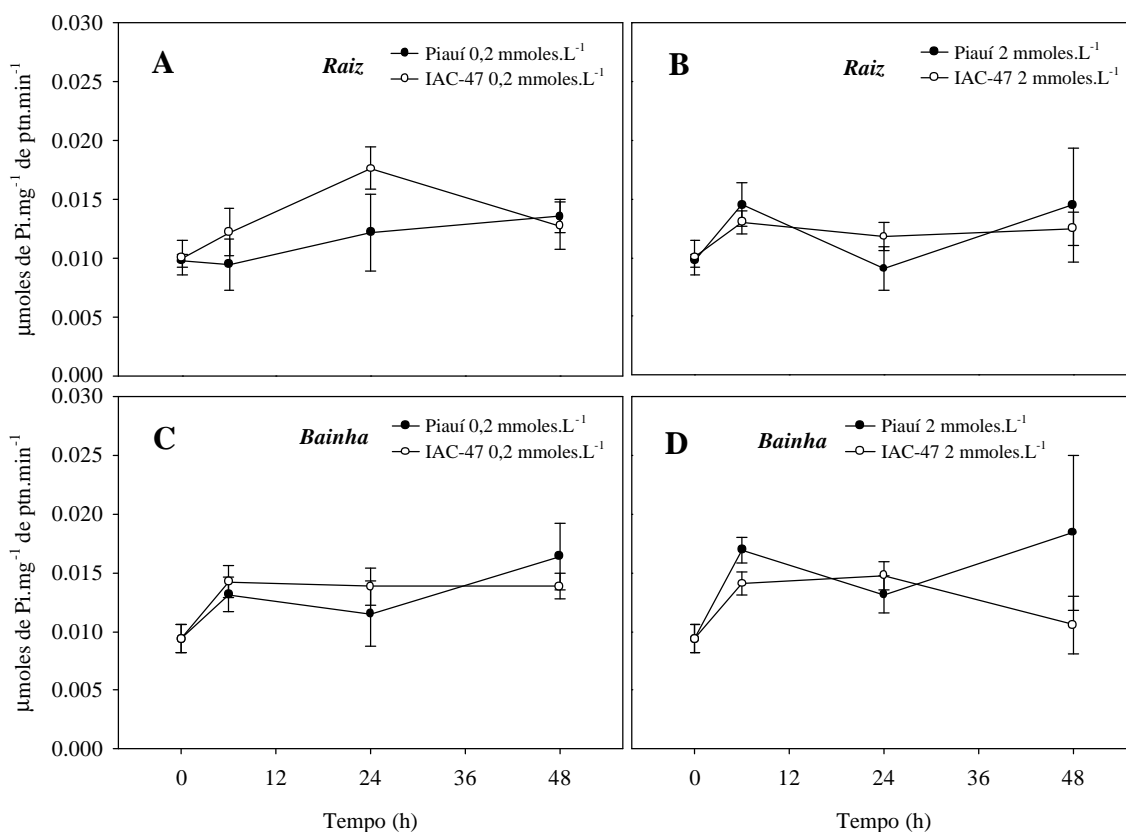 A
Raiz
Piauí 0,2 mmoles.L-1
IAC-47 0,2 mmoles.L-1
B
Raiz
Piauí 2 mmoles.L-1
IAC-47 2 mmoles.L-1
µmoles de Pi.mg-1 de ptn.min-1
0.030
0.025
0.020
0.015
0.010
0.005
0.000
C
Bainha
Piauí 0,2 mmoles.L-1
IAC-47 0,2 mmoles.L-1
D
Bainha
Piauí 2 mmoles.L-1
IAC-47 2 mmoles.L-1
µmoles de Pi.mg-1 de ptn.min-1
0.030
0.025
0.020
0.015
0.010
0.005
0.000
0 12 24 36 48
0 12 24 36 48
Tempo (h)
Tempo (h)